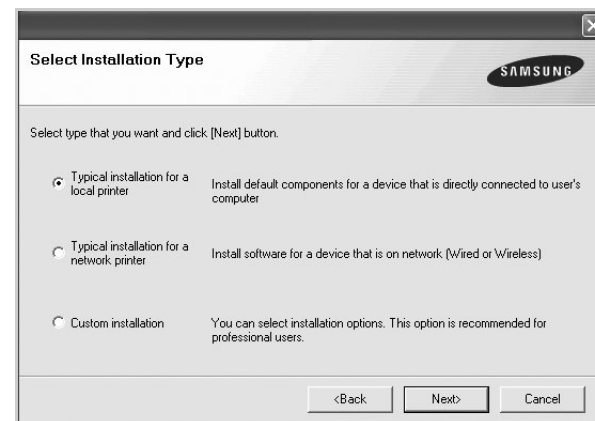 Select Installation Type
SAMSUNG
Select type that you want and click [Next] button.
Typical installation for a
local printer
Install default components for a device that is directly connected to user's
computer
Typical installation for a
network printer
Install software for a device that is on network (Wired or Wireless)
Custom installation
You can select installation options. This option is recommended for
professional users.
<Back
Next>
Cancel